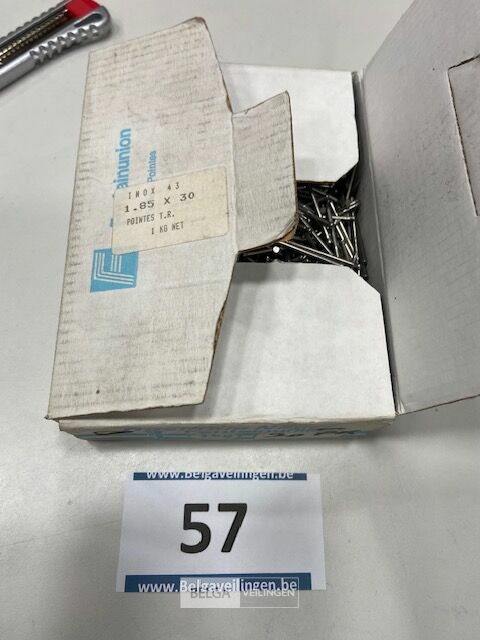 Pointes
INOX 43
1.85 X 30
POINTES T.R.
1 KG NET
www.Belgaveilingen.be
57
www.Belgaveilingen.be
BELGA VEILINGEN